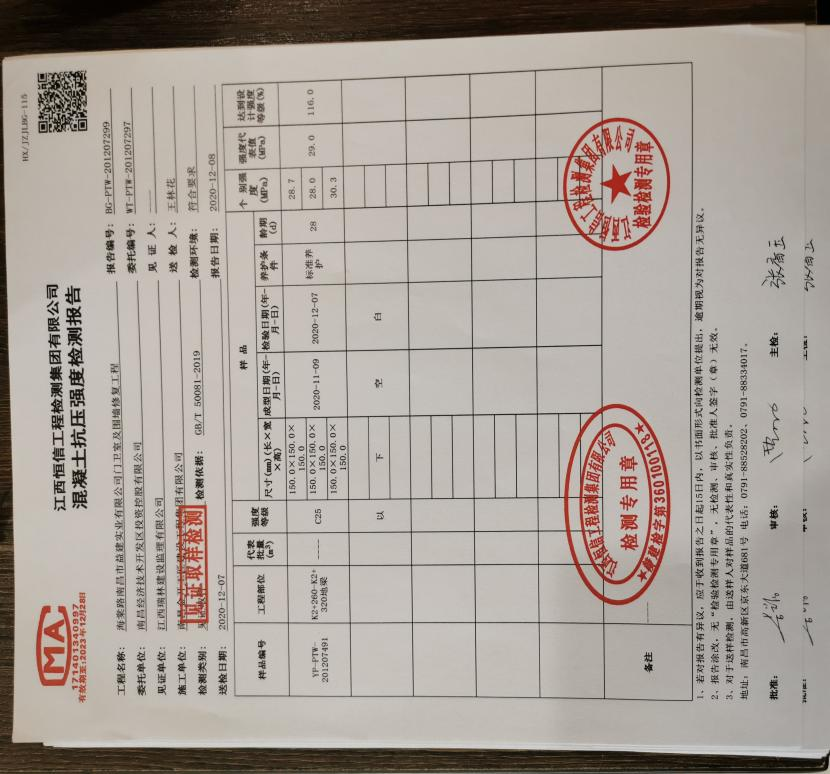 HX/JZJLBG-115
MA
171401340997
有效期至:2023年12月28日
江西恒信工程检测集团有限公司
混凝土抗压强度检测报告
工程名称: 海棠路南昌市益建实业有限公司门卫室及围墙修复工程 报告编号: BG-PTW-201207299
委托单位: 南昌经济技术开发区投资控股有限公司 委托编号: WT-PTW-201207297
见证单位: 江西瑞林建设监理有限公司 见 证 人: ——
施工单位: 送 检 人: 王林花
检测类别: 检测依据: GB/T 50081-2019 检测环境: 符合要求
见证取样检测
送检日期: 2020-12-07 报告日期: 2020-12-08
样品编号 工程部位 代表批量(m³) 强度等级 样 品 个别强度(MPa) 强度代表值(MPa) 达到设计强度等级(%)
尺寸(mm)(长×宽×高) 成型日期(年-月-日) 检验日期(年-月-日) 养护条件 龄期(d)
YP-PTW-201207491 K2+260-K2+320地梁 ---- C25 150.0×150.0×150.0 2020-11-09 2020-12-07 标准养护 28 28.7 29.0 116.0
150.0×150.0×150.0 28.0
150.0×150.0×150.0 30.3
以 下 空 白
备注 ——
江西恒信工程检测集团有限公司
检测专用章
赣建检字第360100118
江西恒信工程检测集团有限公司
检验检测专用章
1、若对报告有异议，应于收到报告之日起15日内，以书面形式向检测单位提出，逾期视为对报告无异议。
2、报告涂改，无“检验检测专用章”，无检测、审核、批准人签字（章）无效。
3、对于送样检测，由送样人对样品的代表性和真实性负责。
地址: 南昌市高新区京东大道681号 电话: 0791-88528202、0791-88334017。
批准: 审核: 主检: